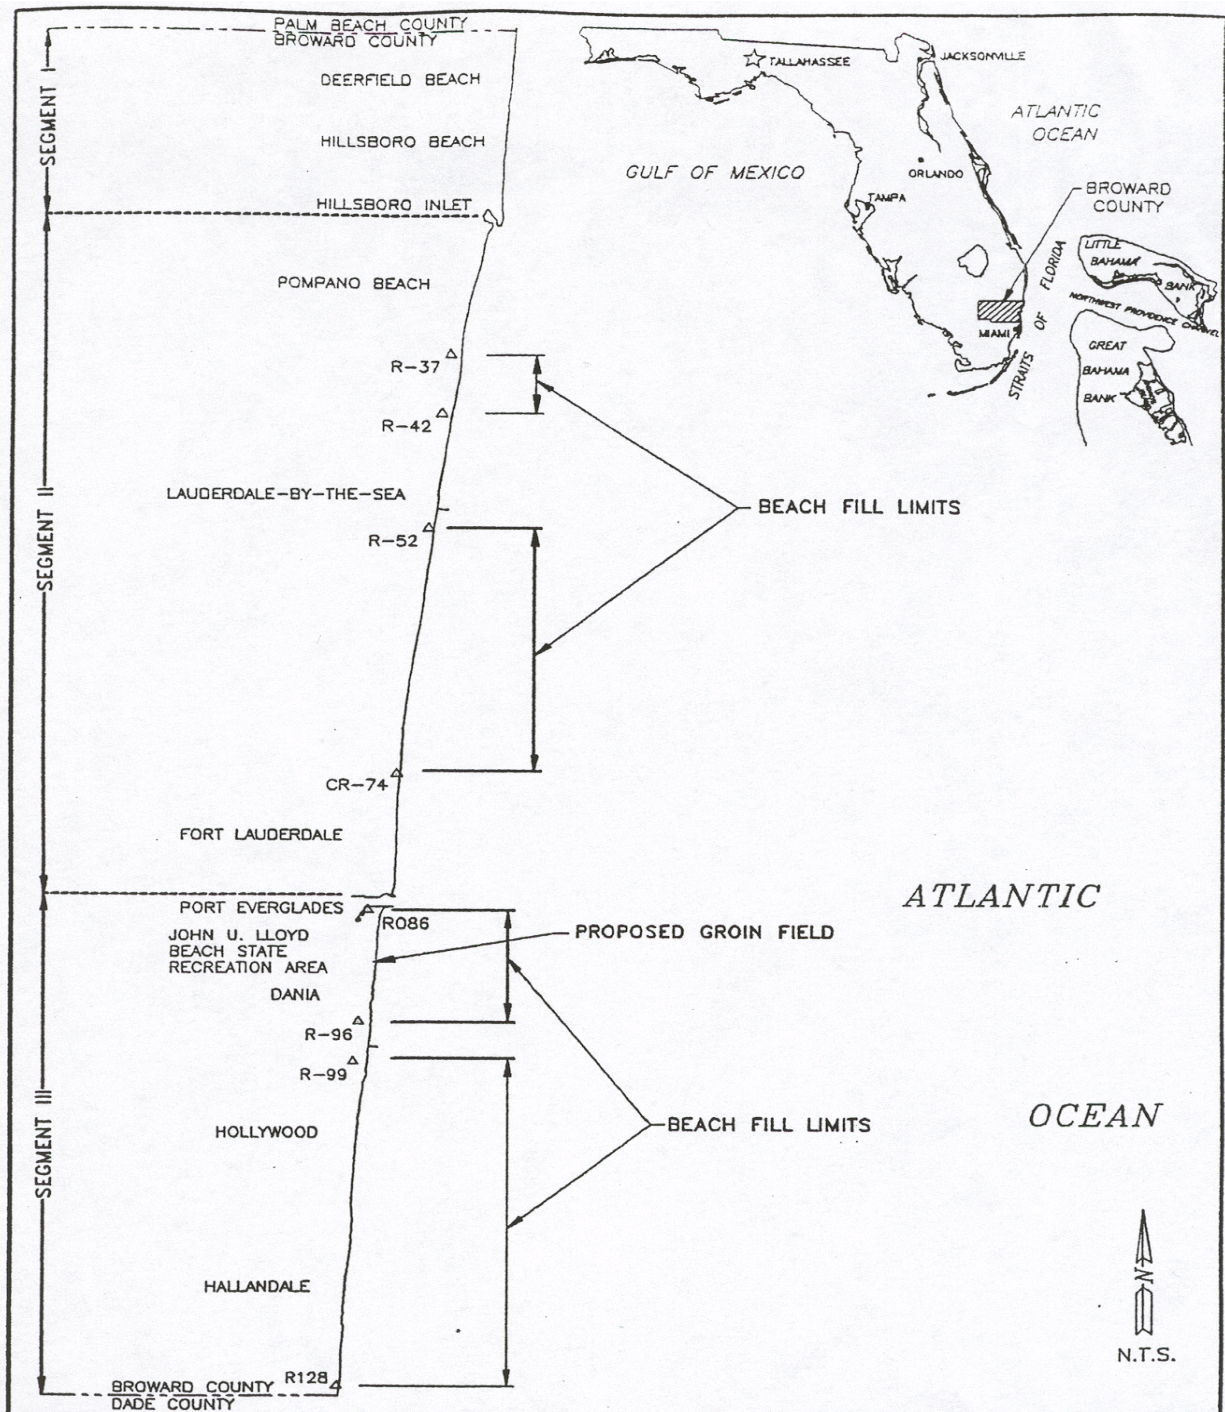 PALM BEACH COUNTY
BROWARD COUNTY
SEGMENT I
DEERFIELD BEACH
HILLSBORO BEACH
HILLSBORO INLET
SEGMENT II
POMPANO BEACH
R-37
R-42
LAUDERDALE-BY-THE-SEA
R-52
BEACH FILL LIMITS
CR-74
FORT LAUDERDALE
SEGMENT III
PORT EVERGLADES
R086
JOHN U. LLOYD
BEACH STATE
RECREATION AREA
PROPOSED GROIN FIELD
DANIA
R-96
R-99
HOLLYWOOD
BEACH FILL LIMITS
HALLANDALE
R128
BROWARD COUNTY
DADE COUNTY
TALLAHASSEE
JACKSONVILLE
ATLANTIC
OCEAN
GULF OF MEXICO
ORLANDO
TAMPA
BROWARD
COUNTY
MIAMI
STRAITS OF FLORIDA
LITTLE
BAHAMA
BANK
NORTHWEST PROVIDENCE CHANNEL
GREAT
BAHAMA
BANK
ATLANTIC
OCEAN
N
N.T.S.